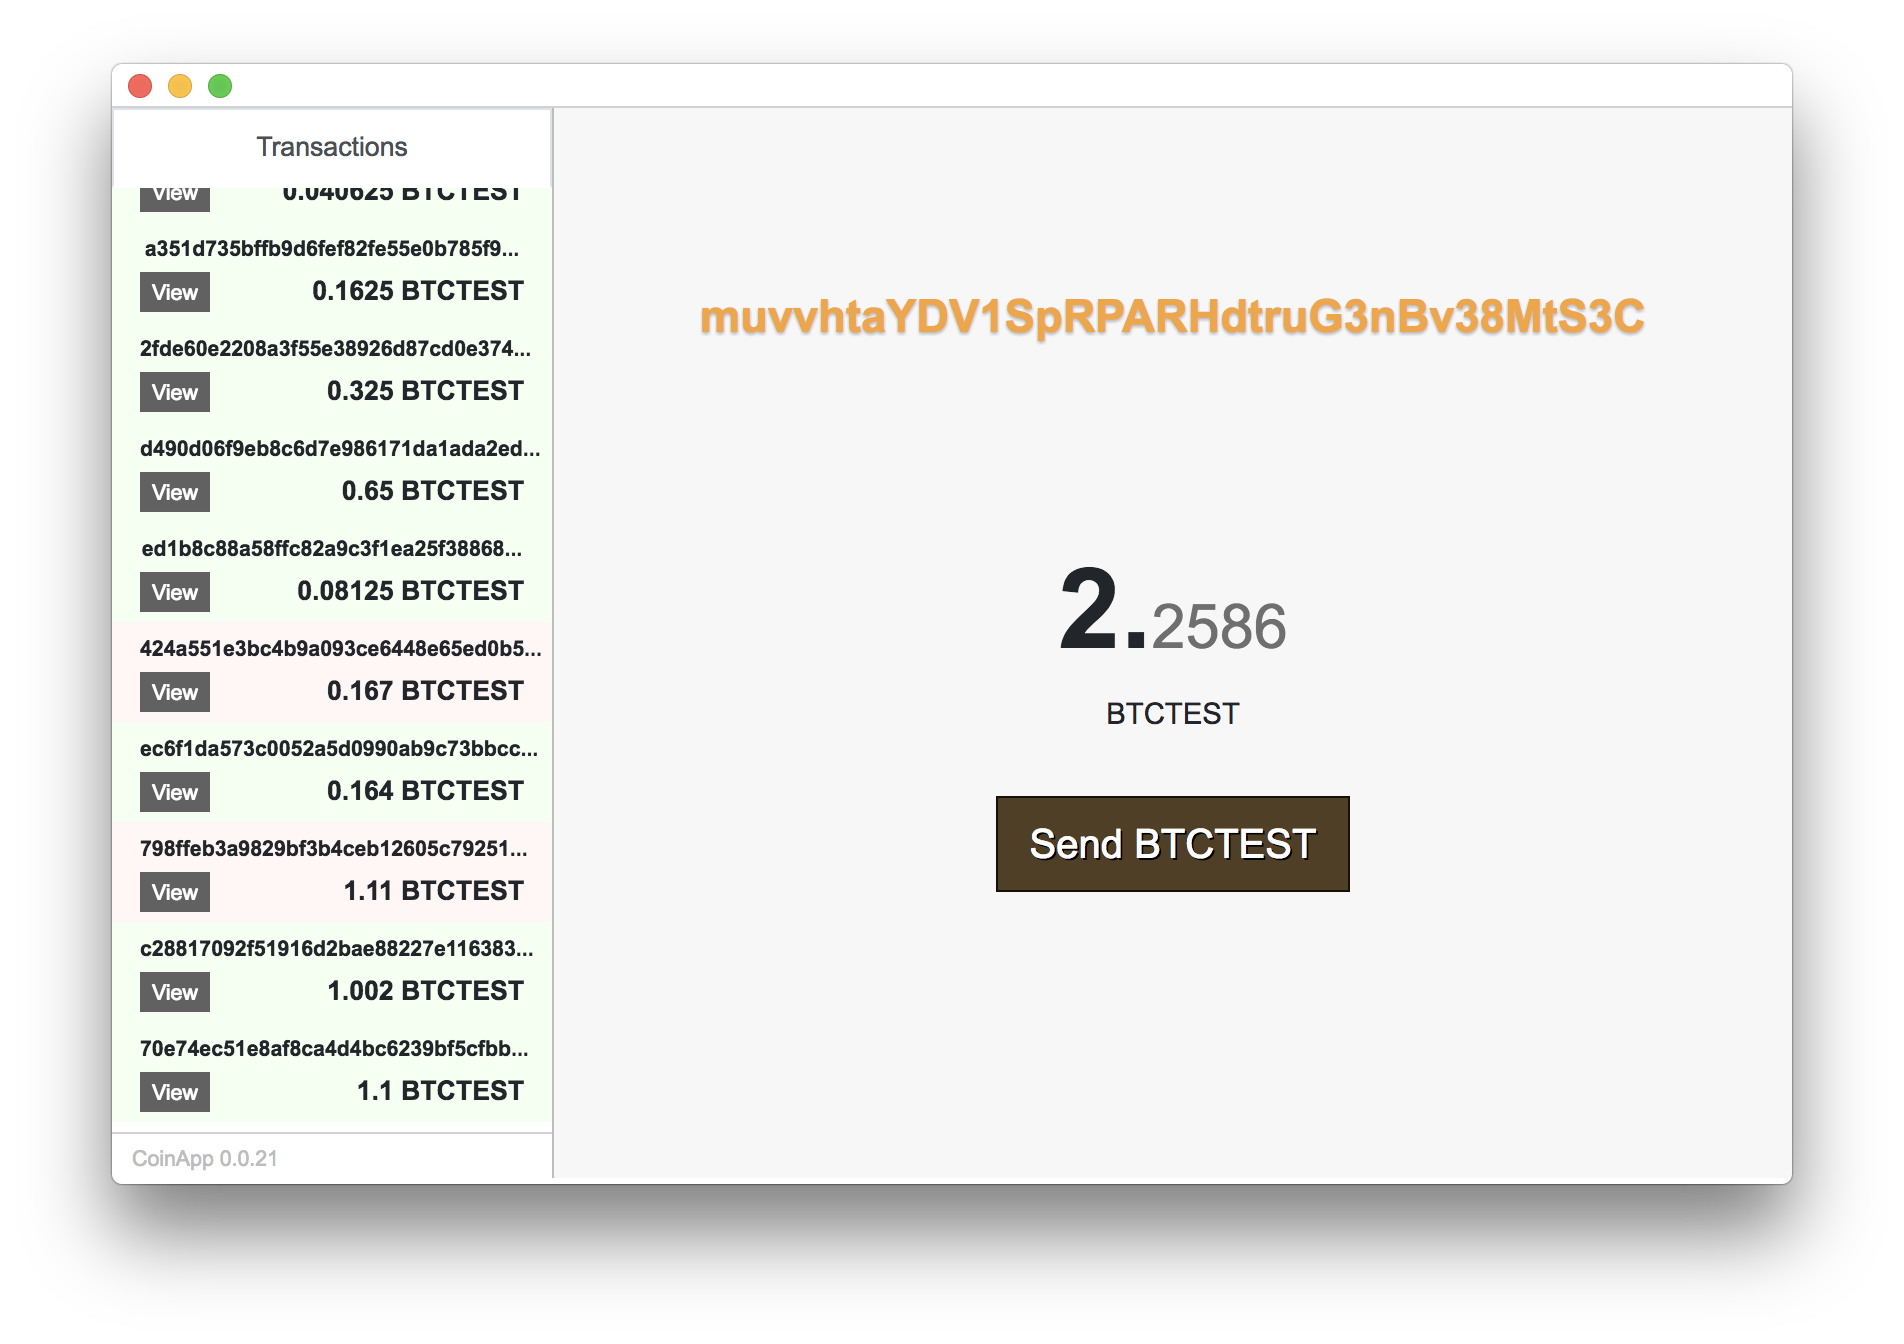 Transactions
View 0.040625 BTCTEST
a351d735bffb9d6fef82fe55e0b785f9...
View 0.1625 BTCTEST
2fde60e2208a3f55e38926d87cd0e374...
View 0.325 BTCTEST
d490d06f9eb8c6d7e986171da1ada2ed...
View 0.65 BTCTEST
ed1b8c88a58ffc82a9c3f1ea25f38868...
View 0.08125 BTCTEST
424a551e3bc4b9a093ce6448e65ed0b5...
View 0.167 BTCTEST
ec6f1da573c0052a5d0990ab9c73bbcc...
View 0.164 BTCTEST
798ffeb3a9829bf3b4ceb12605c79251...
View 1.11 BTCTEST
c28817092f51916d2bae88227e116383...
View 1.002 BTCTEST
70e74ec51e8af8ca4d4bc6239bf5cfbb...
View 1.1 BTCTEST
CoinApp 0.0.21
muvvhtaYDV1SpRPARHdtruG3nBv38MtS3C
2.2586
BTCTEST
Send BTCTEST